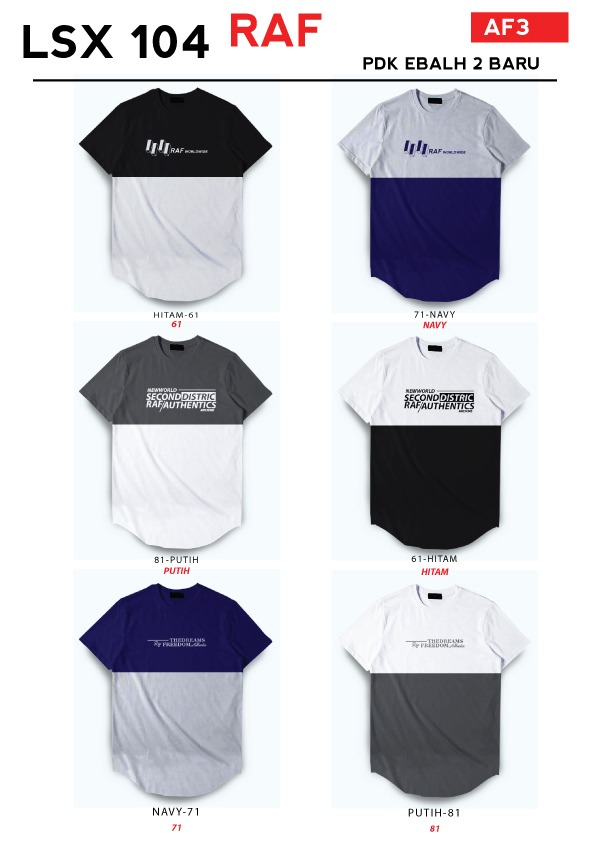 LSX 104 RAF
AF3
PDK EBALH 2 BARU
RAF WORLDWIDE
RAF WORLDWIDE
HITAM-61
61
71-NAVY
NAVY
NEWWORLD
SECOND DISTRIC
RAF/AUTHENTICS
NEWWORLD
SECOND DISTRIC
RAF/AUTHENTICS
81-PUTIH
PUTIH
61-HITAM
HITAM
THEDREAMS
FREEDOM
THEDREAMS
FREEDOM
NAVY-71
71
PUTIH-81
81